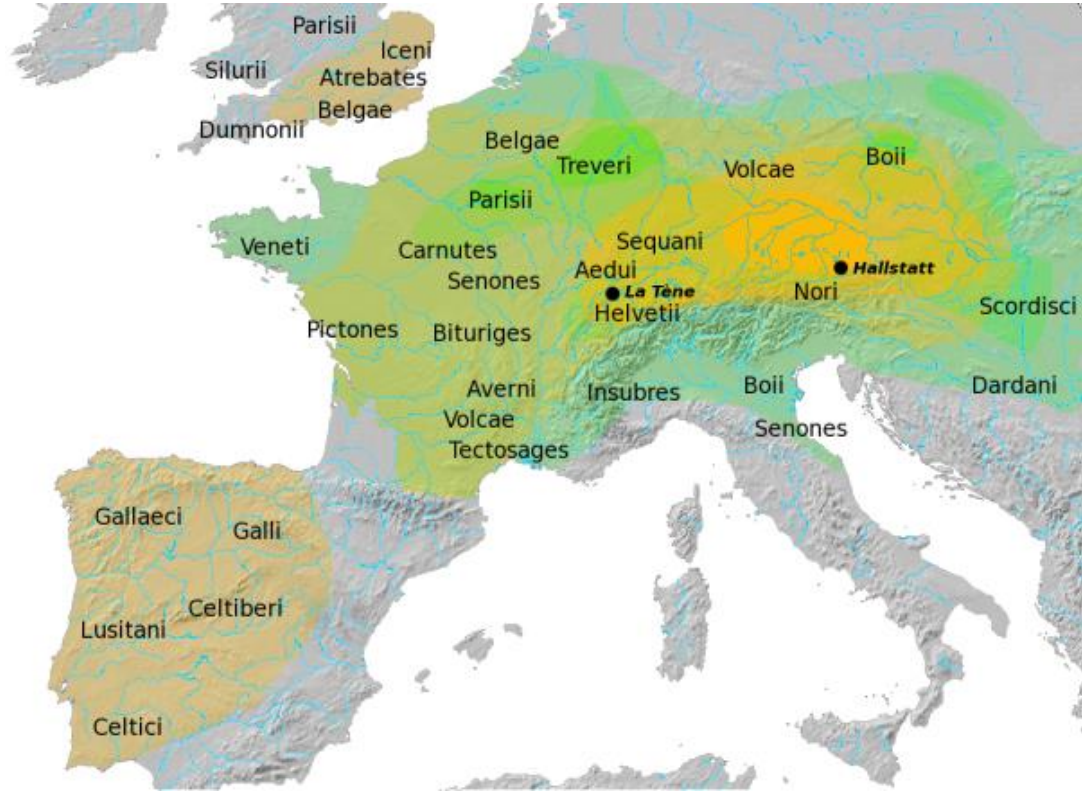 Parisii
Iceni
Silurii
Atrebates
Belgae
Dumnonii
Belgae
Treveri
Volcae
Boii
Parisii
Veneti
Carnutes
Sequani
Senones
Aedui
Hallstatt
La Tène
Nori
Helvetii
Scordisci
Pictones
Bituriges
Averni
Insubres
Boii
Dardani
Volcae
Tectosages
Senones
Gallaeci
Galli
Celtiberi
Lusitani
Celtici